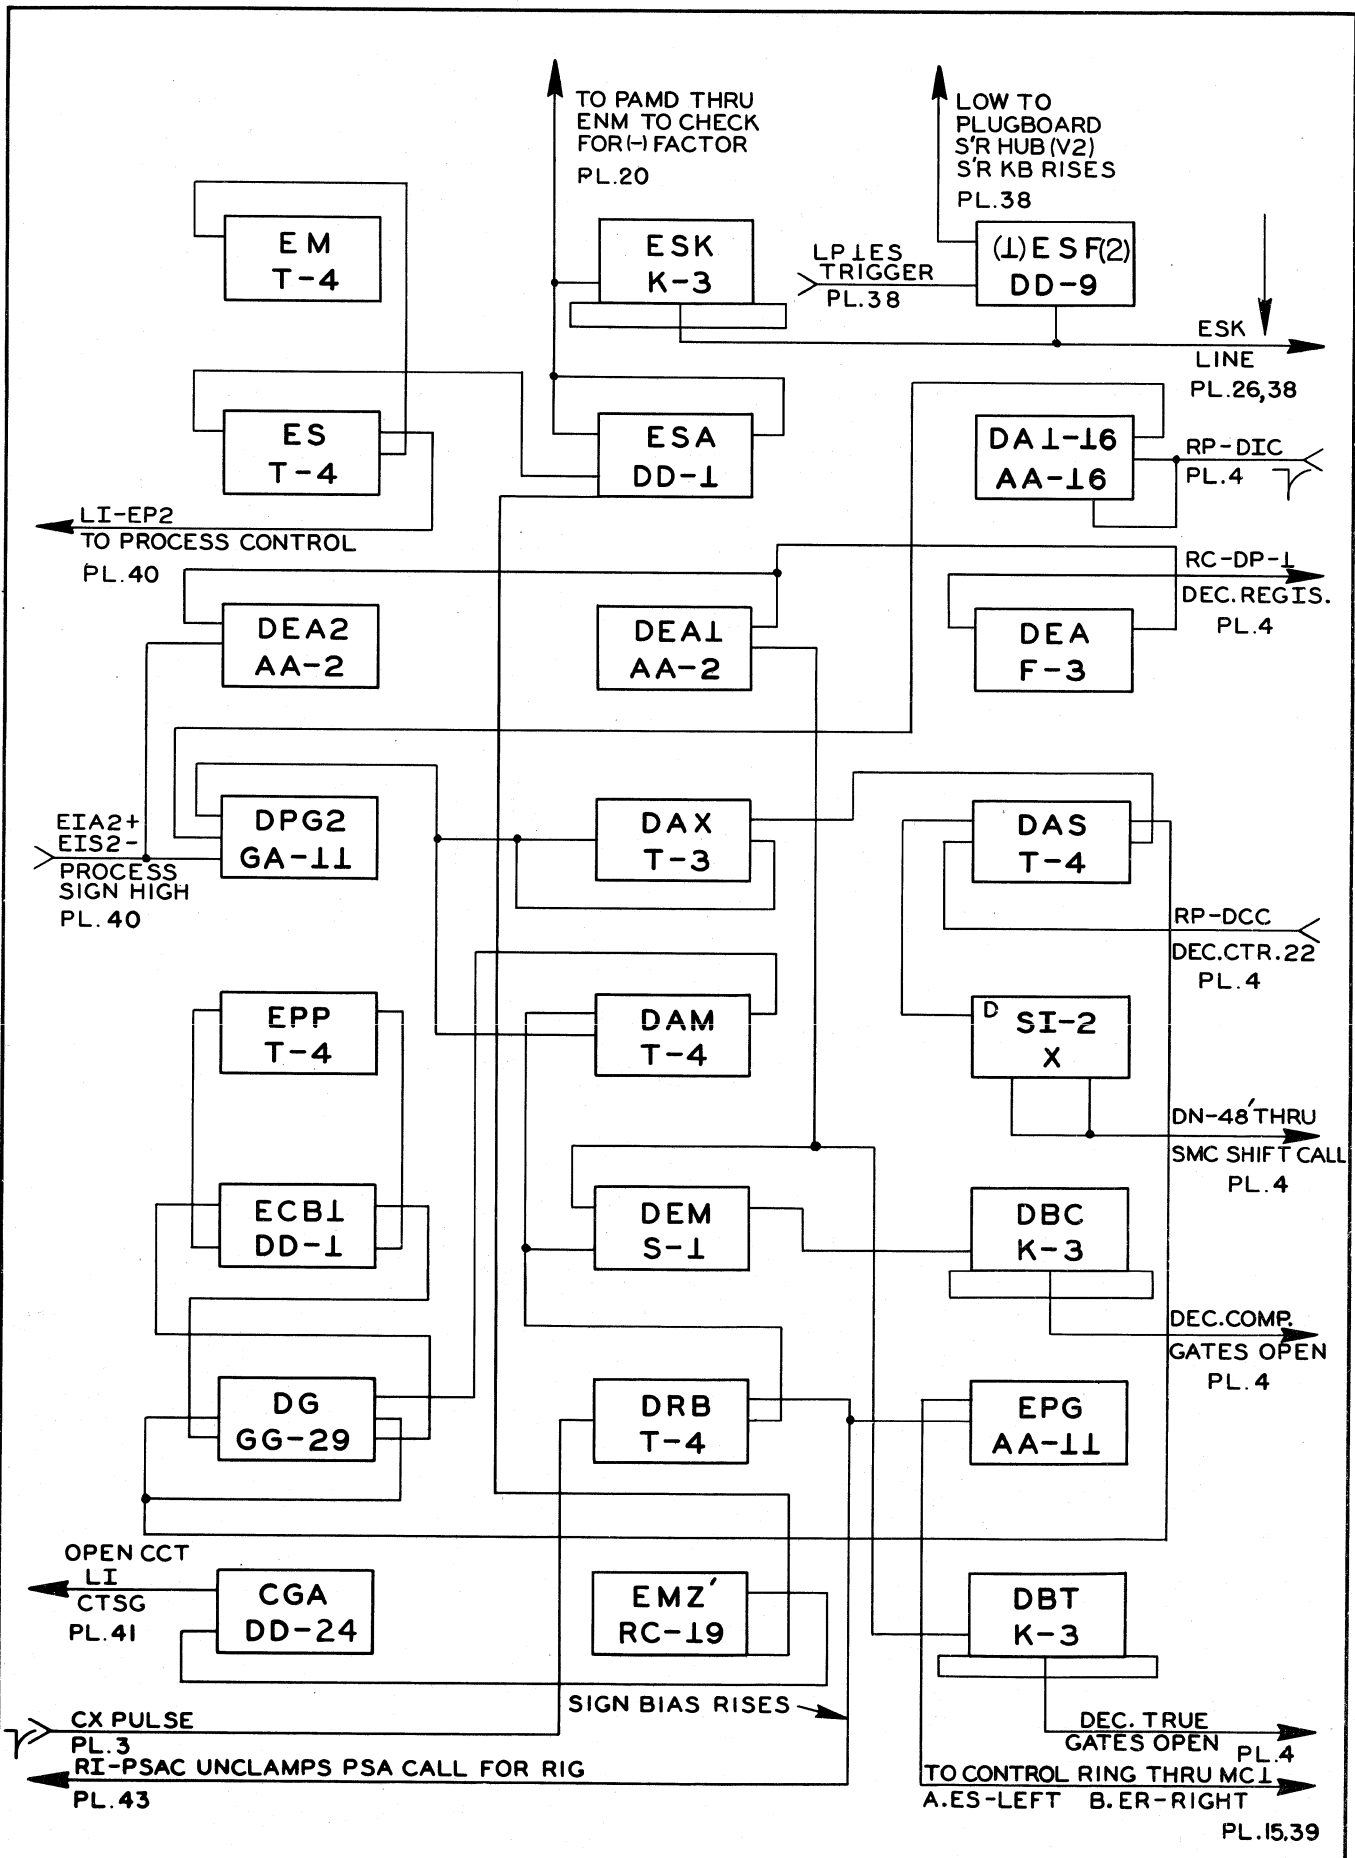 TO PAMD THRU
ENM TO CHECK
FOR (-) FACTOR
PL.20
LOW TO
PLUGBOARD
S'R HUB (V2)
S'R KB RISES
PL.38
EM
T-4
ESK
K-3
LP1ES
TRIGGER
PL.38
(1)ESF(2)
DD-9
ESK
LINE
PL.26,38
ES
T-4
ESA
DD-1
DA1-16
AA-16
RP-DIC
PL.4
LI-EP2
TO PROCESS CONTROL
PL.40
RC-DP-1
DEC.REGIS.
PL.4
DEA2
AA-2
DEA1
AA-2
DEA
F-3
EIA2+
EIS2-
PROCESS
SIGN HIGH
PL.40
DPG2
GA-11
DAX
T-3
DAS
T-4
RP-DCC
DEC.CTR.22
PL.4
EPP
T-4
DAM
T-4
D SI-2
X
DN-48'THRU
SMC SHIFT CALL
PL.4
ECB1
DD-1
DEM
S-1
DBC
K-3
DEC.COMP.
GATES OPEN
PL.4
DG
GG-29
DRB
T-4
EPG
AA-11
OPEN CCT
LI
CTSG
PL.41
CGA
DD-24
EMZ'
RC-19
DBT
K-3
SIGN BIAS RISES
CX PULSE
PL.3
DEC. TRUE
GATES OPEN
PL.4
RI-PSAC UNCLAMPS PSA CALL FOR RIG
PL.43
TO CONTROL RING THRU MC1
A.ES-LEFT B.ER-RIGHT
PL.15,39